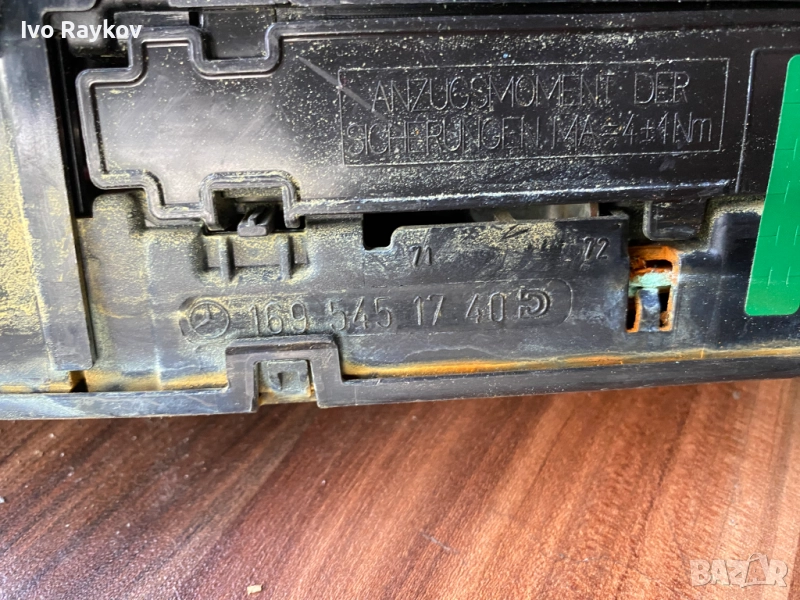 Ivo Raykov
ANZUGSMOMENT DER
SICHERUNGEN MA=4±1Nm
71 72
169 545 17 40
BAZAR